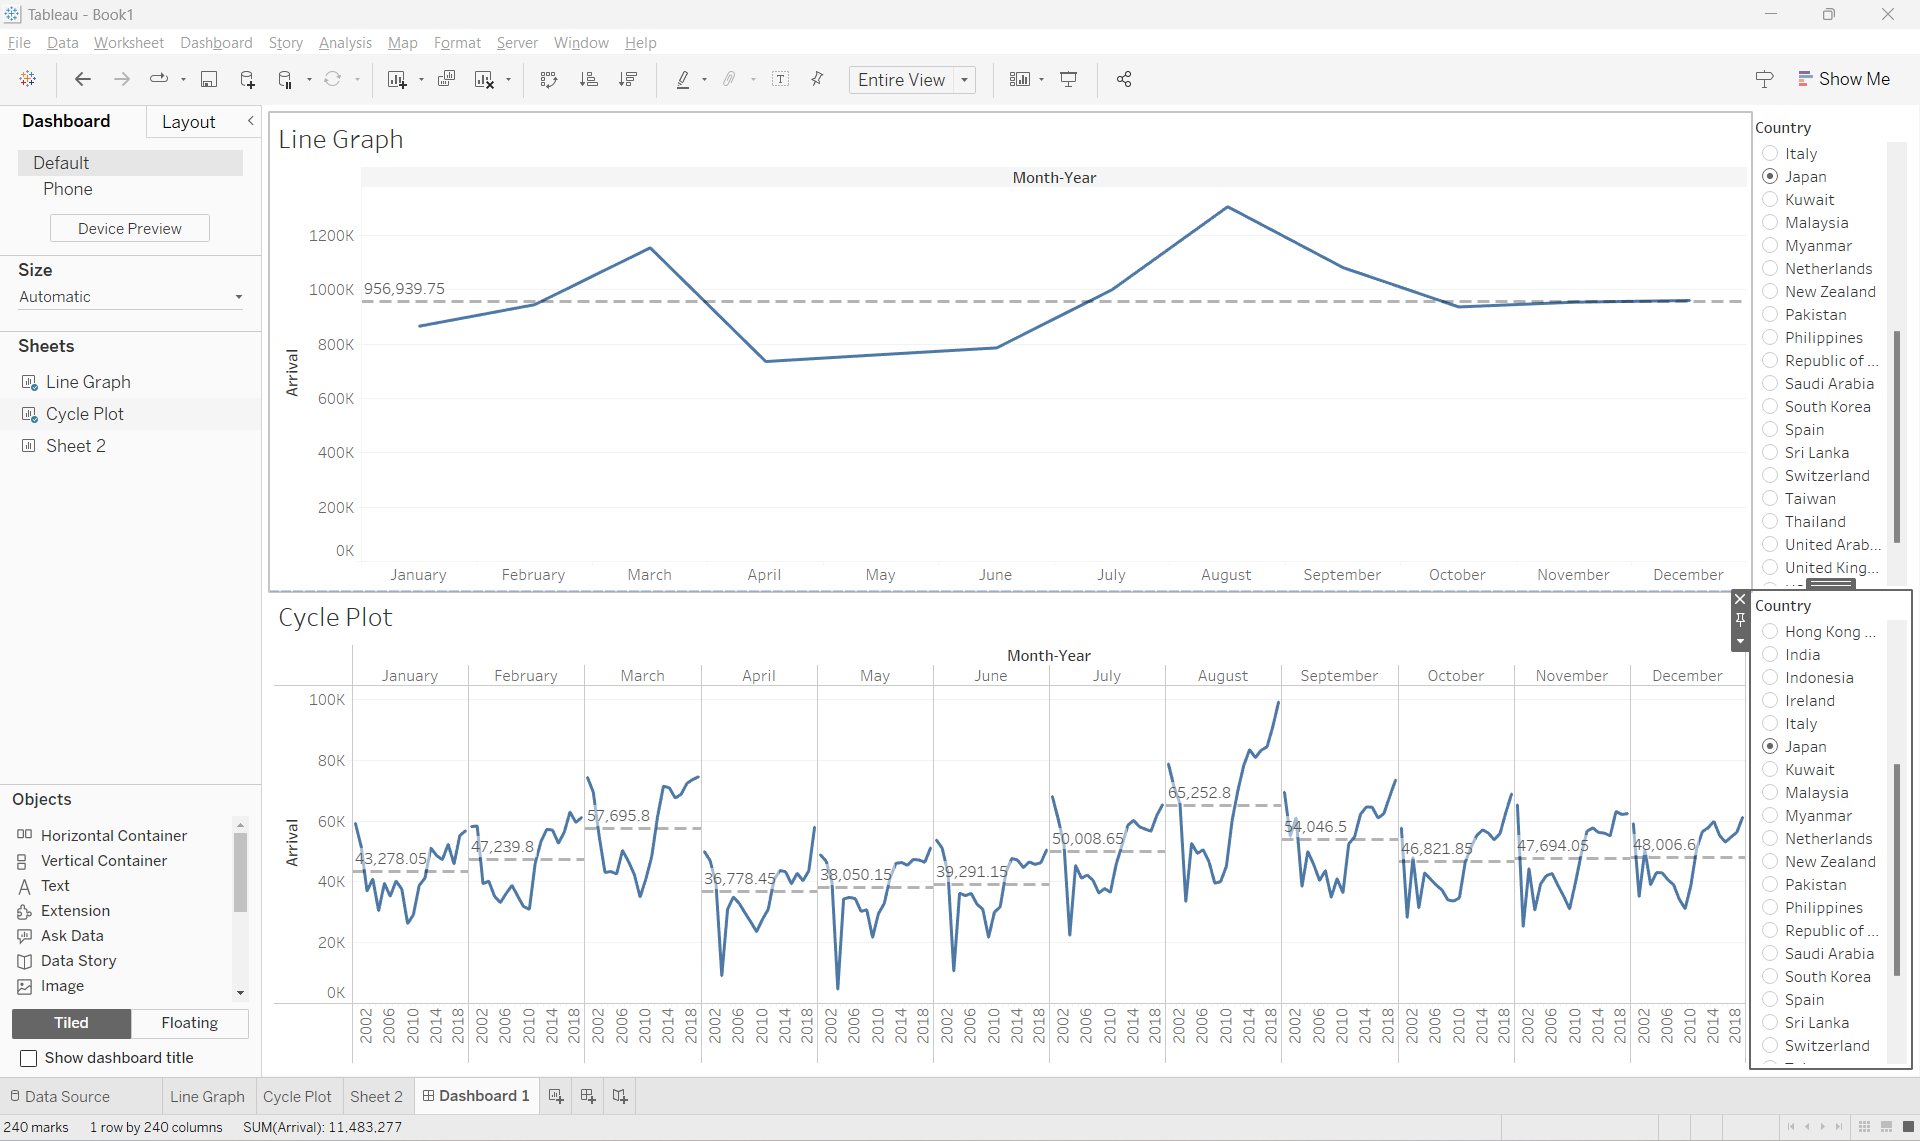 Tableau - Book1
File Data Worksheet Dashboard Story Analysis Map Format Server Window Help
Entire View
Show Me
Dashboard Layout
Default
Phone
Device Preview
Size
Automatic
Sheets
Line Graph
Cycle Plot
Sheet 2
Objects
Horizontal Container
Vertical Container
Text
Extension
Ask Data
Data Story
Image
Tiled Floating
Show dashboard title
Line Graph
Month-Year
1200K
1000K
800K
600K
400K
200K
0K
Arrival
956,939.75
January February March April May June July August September October November December
Country
Italy
Japan
Kuwait
Malaysia
Myanmar
Netherlands
New Zealand
Pakistan
Philippines
Republic of ...
Saudi Arabia
South Korea
Spain
Sri Lanka
Switzerland
Taiwan
Thailand
United Arab...
United King...
Cycle Plot
Month-Year
January February March April May June July August September October November December
100K
80K
60K
40K
20K
0K
Arrival
43,278.05 47,239.8 57,695.8 36,778.45 38,050.15 39,291.15 50,008.65 65,252.8 54,046.5 46,821.85 47,694.05 48,006.6
2002 2006 2010 2014 2018 2002 2006 2010 2014 2018 2002 2006 2010 2014 2018 2002 2006 2010 2014 2018 2002 2006 2010 2014 2018 2002 2006 2010 2014 2018 2002 2006 2010 2014 2018 2002 2006 2010 2014 2018 2002 2006 2010 2014 2018 2002 2006 2010 2014 2018 2002 2006 2010 2014 2018 2002 2006 2010 2014 2018
Country
Hong Kong ...
India
Indonesia
Ireland
Italy
Japan
Kuwait
Malaysia
Myanmar
Netherlands
New Zealand
Pakistan
Philippines
Republic of ...
Saudi Arabia
South Korea
Spain
Sri Lanka
Switzerland
Data Source Line Graph Cycle Plot Sheet 2 Dashboard 1
240 marks 1 row by 240 columns SUM(Arrival): 11,483,277